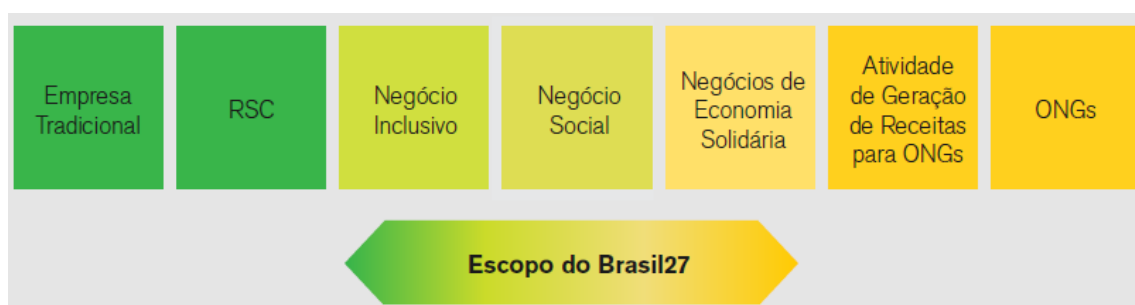 Empresa
Tradicional
RSC
Negócio
Inclusivo
Negócio
Social
Negócios de
Economia
Solidária
Atividade
de Geração
de Receitas
para ONGs
ONGs
Escopo do Brasil27